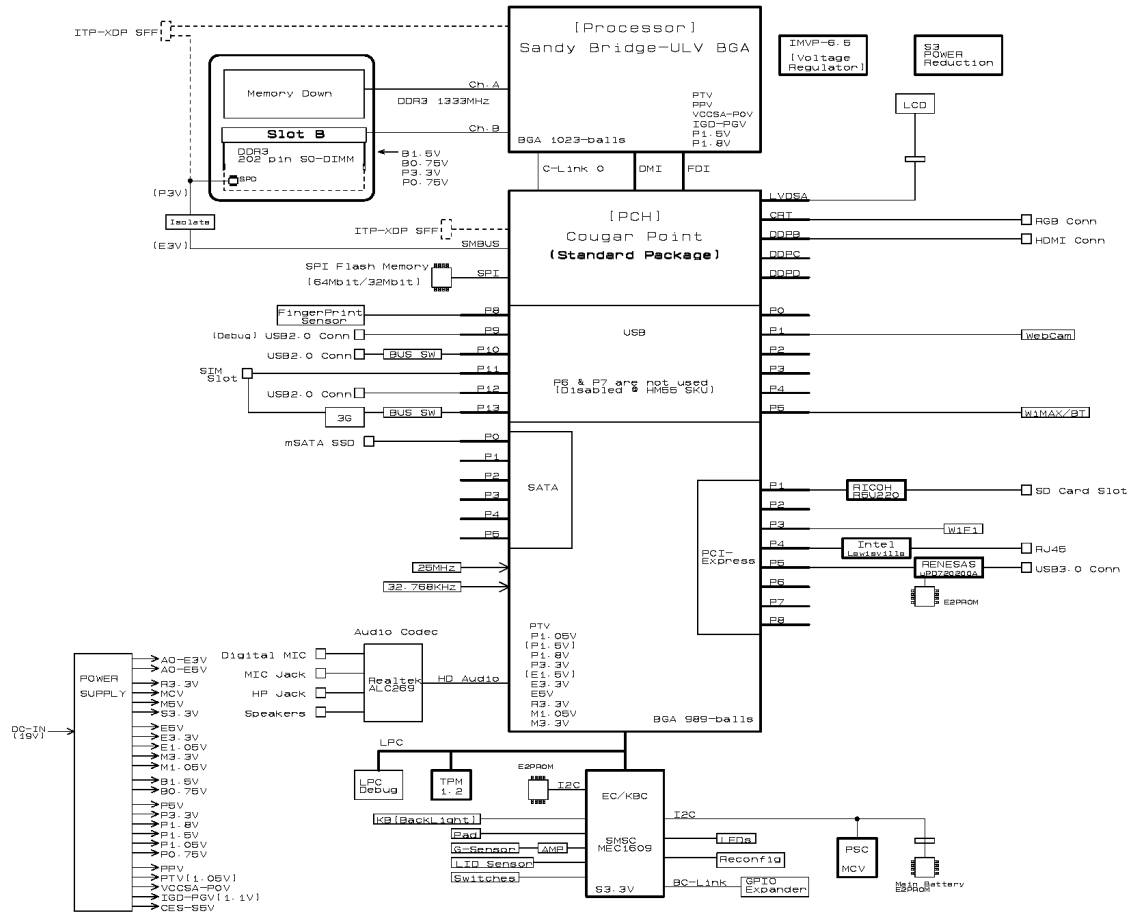 ITP-XDP SFF
[Processor]
Sandy Bridge-ULV BGA
IMVP-6.5
[Voltage
Regulator]
S3
POWER
Reduction
Memory Down
Ch.A
DDR3 1333MHz
PTV
PPV
VCCSA-P0V
IGD-PGV
P1.5V
P1.8V
LCD
Slot B
Ch.B
BGA 1023-balls
DDR3
202 pin SO-DIMM
SPD
B1.5V
B0.75V
P3.3V
P0.75V
C-Link 0
DMI
FDI
(P3V)
Isolate
(E3V)
ITP-XDP SFF
SMBUS
[PCH]
Cougar Point
(Standard Package)
LVDSA
CRT
RGB Conn
DDPB
HDMI Conn
DDPC
DDPD
SPI Flash Memory
(64Mbit/32Mbit)
SPI
FingerPrint
Sensor
P8
(Debug) USB2.0 Conn
P9
USB2.0 Conn
BUS SW
P10
SIM
Slot
P11
USB2.0 Conn
P12
3G
BUS SW
P13
USB
P6 & P7 are not used
(Disabled @ HM55 SKU)
P0
P1
WebCam
P2
P3
P4
P5
WiMAX/BT
mSATA SSD
P0
P1
P2
P3
P4
P5
SATA
PCI-
Express
P1
RICOH
R5U220
SD Card Slot
P2
P3
WiFi
P4
Intel
Lewisville
RJ45
P5
RENESAS
uPD720200A
USB3.0 Conn
E2PROM
P6
P7
P8
25MHz
32.768KHz
PTV
P1.05V
(P1.5V)
P1.8V
P3.3V
(E1.5V)
E3.3V
E5V
R3.3V
M1.05V
M3.3V
BGA 989-balls
Audio Codec
Digital MIC
MIC Jack
HP Jack
Speakers
Realtek
ALC269
HD Audio
DC-IN
(19V)
POWER
SUPPLY
A0-E3V
A0-E5V
R3.3V
MCV
M5V
S3.3V
E5V
E3.3V
E1.05V
M3.3V
M1.05V
B1.5V
B0.75V
P5V
P3.3V
P1.8V
P1.5V
P1.05V
P0.75V
PPV
PTV(1.05V)
VCCSA-P0V
IGD-PGV(1.1V)
CES-S5V
LPC
LPC
Debug
TPM
1.2
E2PROM
I2C
EC/KBC
SMSC
MEC1609
S3.3V
KB(BackLight)
Pad
G-Sensor
AMP
LID Sensor
Switches
I2C
LEDs
Reconfig
BC-Link
GPIO
Expander
PSC
MCV
Main Battery
E2PROM